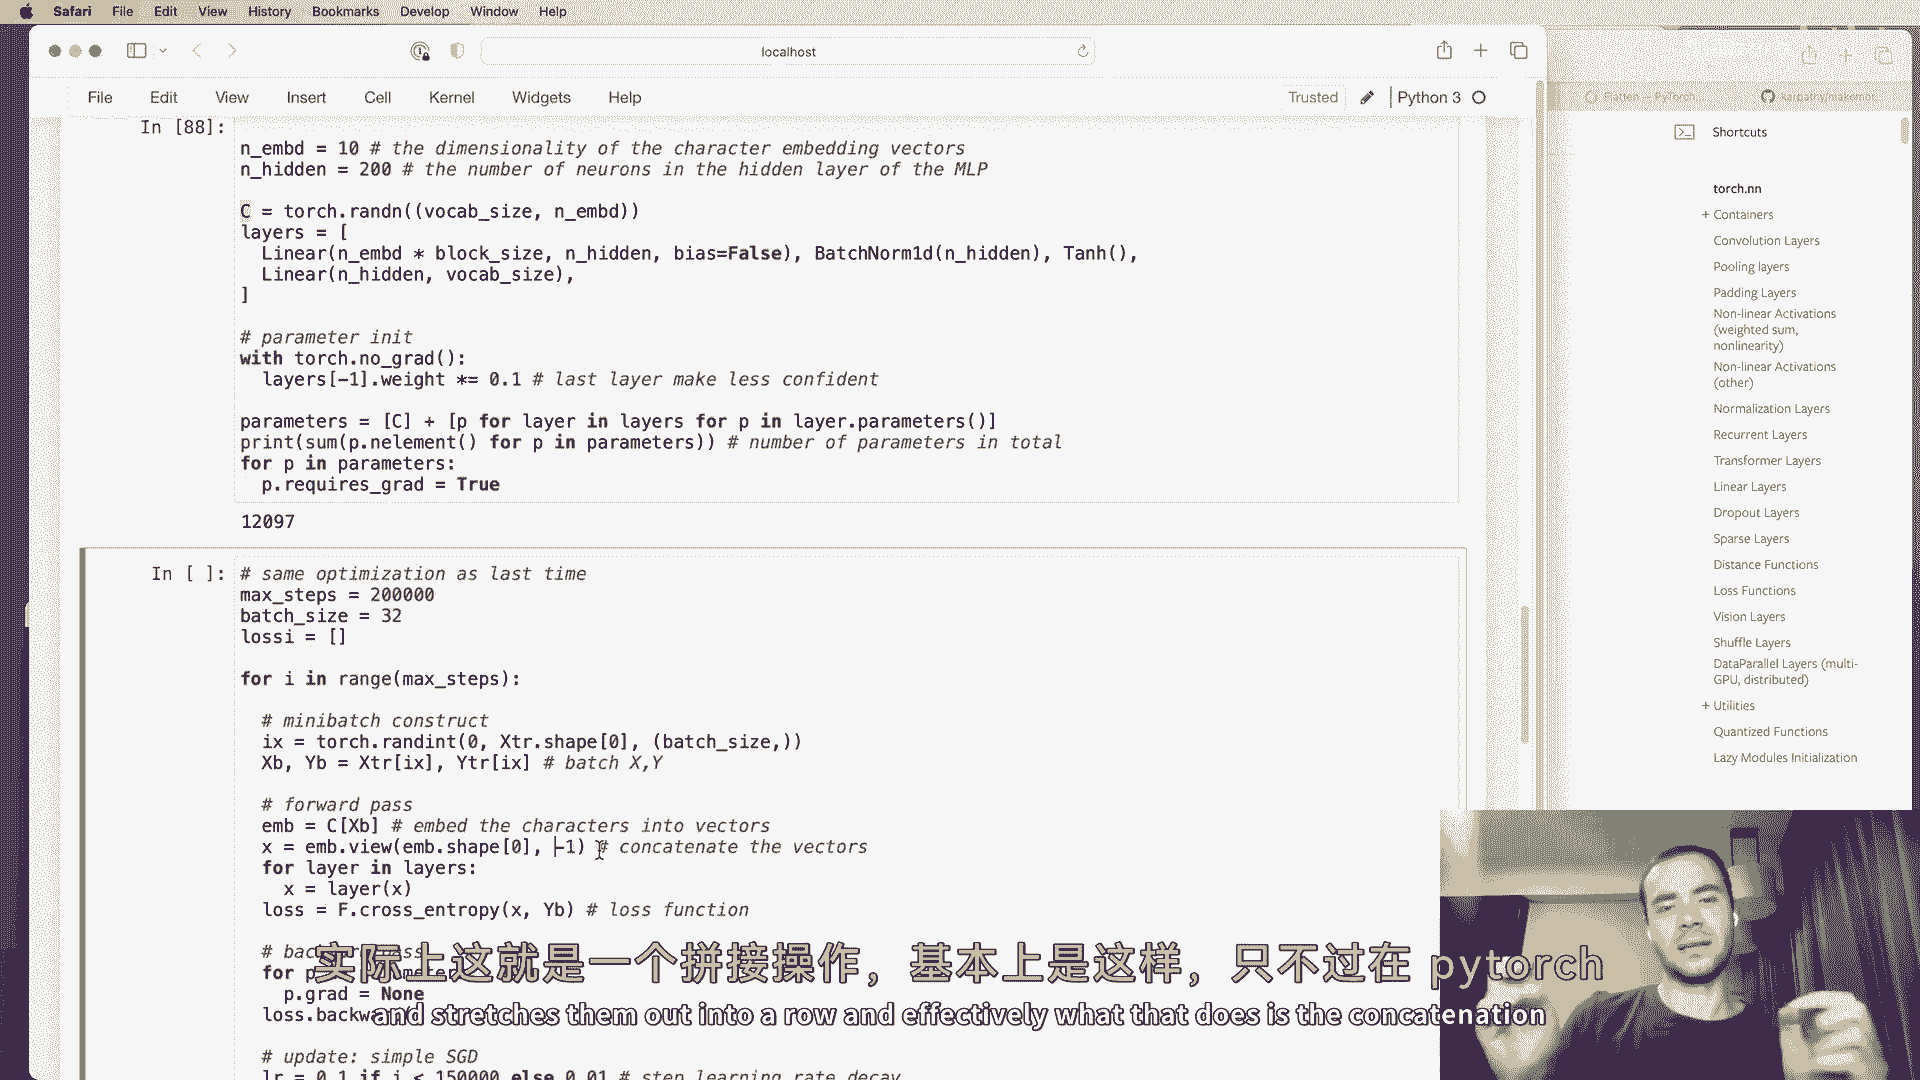 Safari File Edit View History Bookmarks Develop Window Help
localhost
File Edit View Insert Cell Kernel Widgets Help
Trusted Python 3
Flatten — PyTorch...
karpathy/makemor...
In [88]:
n_embd = 10 # the dimensionality of the character embedding vectors
n_hidden = 200 # the number of neurons in the hidden layer of the MLP
C = torch.randn((vocab_size, n_embd))
layers = [
Linear(n_embd * block_size, n_hidden, bias=False), BatchNorm1d(n_hidden), Tanh(),
Linear(n_hidden, vocab_size),
]
# parameter init
with torch.no_grad():
layers[-1].weight *= 0.1 # last layer make less confident
parameters = [C] + [p for layer in layers for p in layer.parameters()]
print(sum(p.nelement() for p in parameters)) # number of parameters in total
for p in parameters:
p.requires_grad = True
12097
In [ ]:
# same optimization as last time
max_steps = 200000
batch_size = 32
lossi = []
for i in range(max_steps):
# minibatch construct
ix = torch.randint(0, Xtr.shape[0], (batch_size,))
Xb, Yb = Xtr[ix], Ytr[ix] # batch X,Y
# forward pass
emb = C[Xb] # embed the characters into vectors
x = emb.view(emb.shape[0], -1) # concatenate the vectors
for layer in layers:
x = layer(x)
loss = F.cross_entropy(x, Yb) # loss function
for p
p.grad = None
loss.backw
# update: simple SGD
lr = 0.1 if i < 150000 else 0.01 # step learning rate decay
Shortcuts
torch.nn
+ Containers
Convolution Layers
Pooling layers
Padding Layers
Non-linear Activations
(weighted sum,
nonlinearity)
Non-linear Activations
(other)
Normalization Layers
Recurrent Layers
Transformer Layers
Linear Layers
Dropout Layers
Sparse Layers
Distance Functions
Loss Functions
Vision Layers
Shuffle Layers
DataParallel Layers (multi-
GPU, distributed)
+ Utilities
Quantized Functions
Lazy Modules Initialization
实际上这就是一个拼接操作，基本上是这样，只不过在 pytorch
and stretches them out into a row and effectively what that does is the concatenation